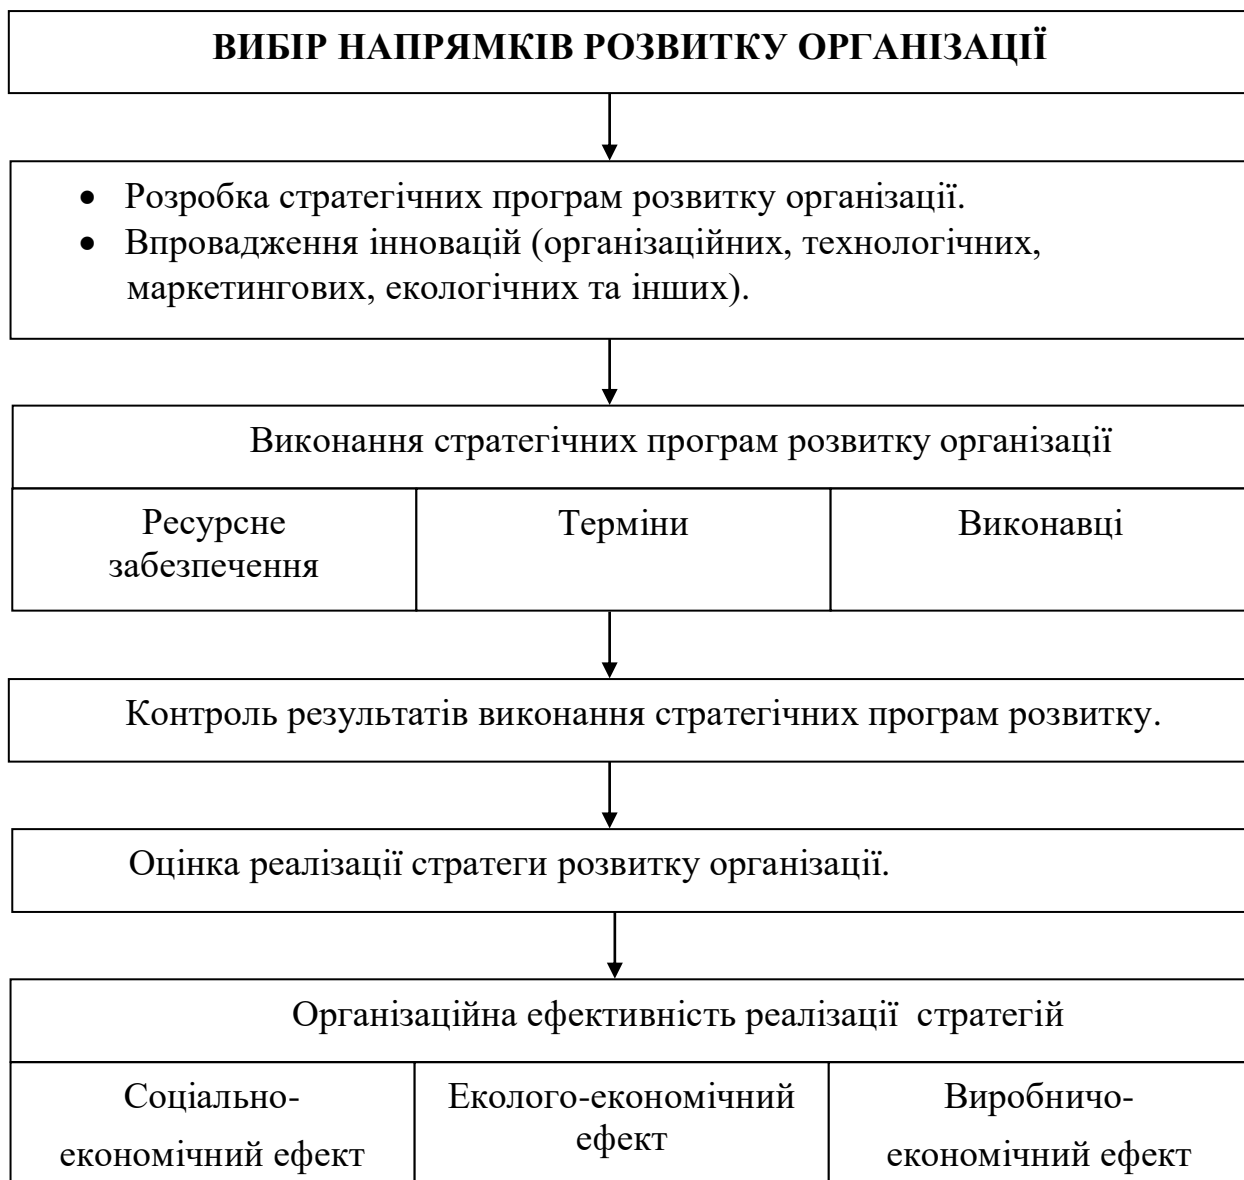 ВИБІР НАПРЯМКІВ РОЗВИТКУ ОРГАНІЗАЦІЇ
• Розробка стратегічних програм розвитку організації.
• Впровадження інновацій (організаційних, технологічних,
маркетингових, екологічних та інших).
Виконання стратегічних програм розвитку організації
Ресурсне
забезпечення
Терміни
Виконавці
Контроль результатів виконання стратегічних програм розвитку.
Оцінка реалізації стратеги розвитку організації.
Організаційна ефективність реалізації  стратегій
Соціально-
економічний ефект
Еколого-економічний
ефект
Виробничо-
економічний ефект